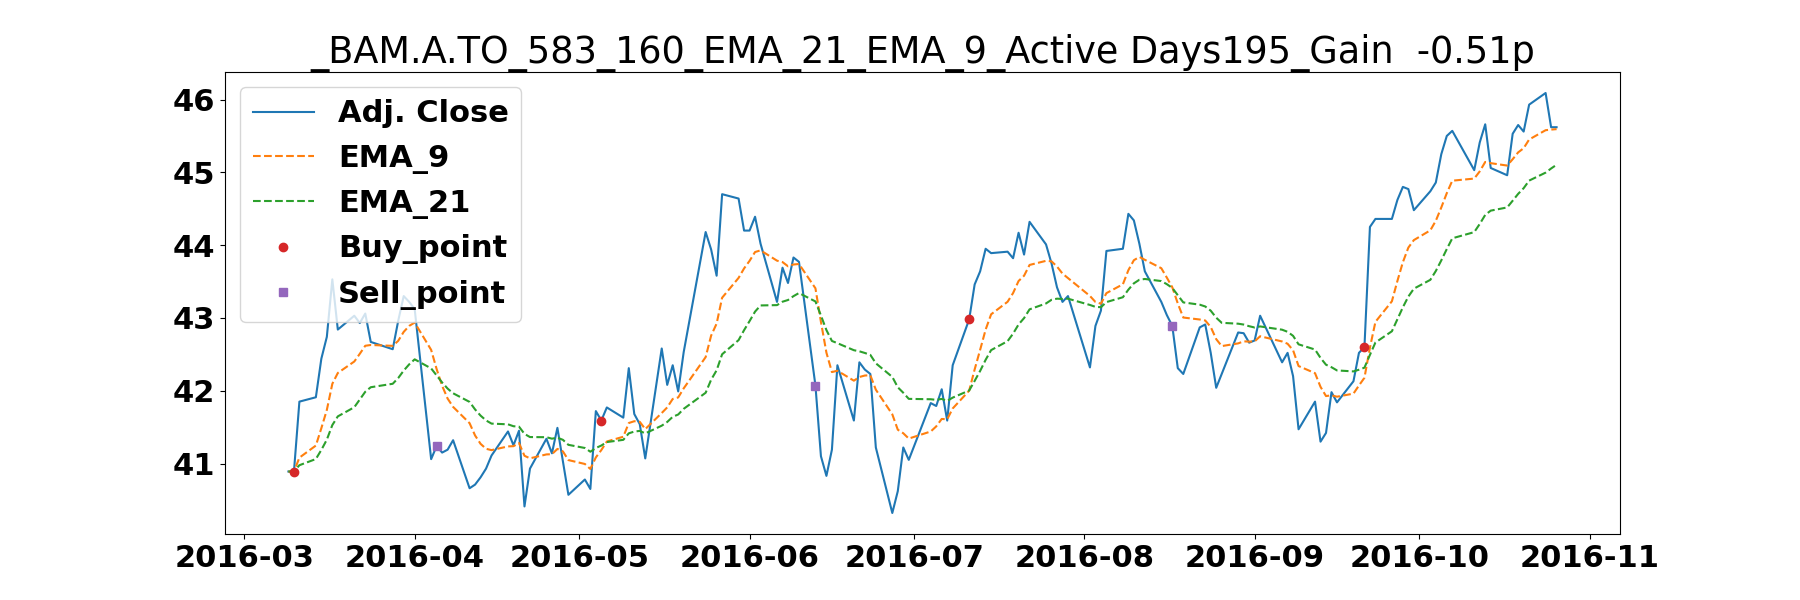 _BAM.A.TO_583_160_EMA_21_EMA_9_Active Days195_Gain  -0.51p
46
45
44
43
42
41
Adj. Close
EMA_9
EMA_21
Buy_point
Sell_point
2016-03 2016-04 2016-05 2016-06 2016-07 2016-08 2016-09 2016-10 2016-11